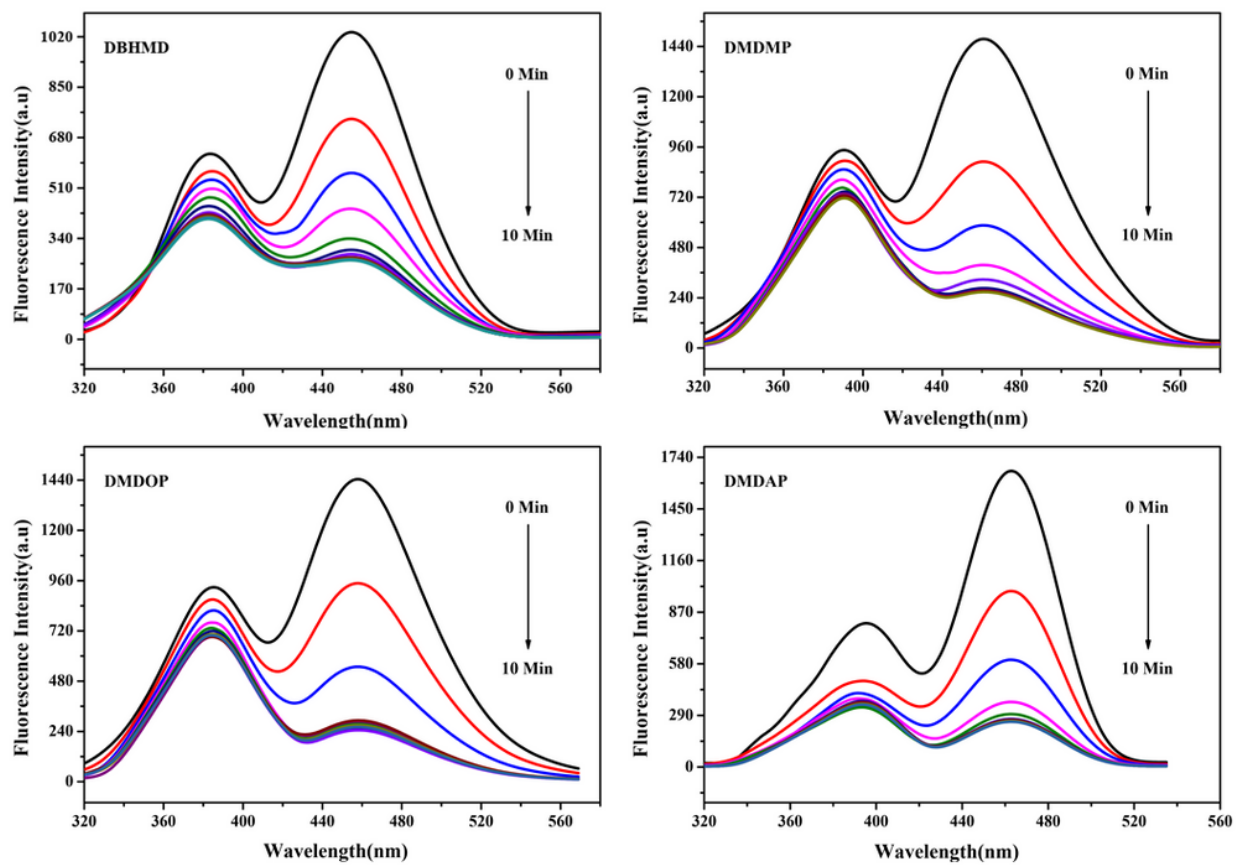 DBHMD
0 Min
10 Min
1020
850
680
510
340
170
0
320 360 400 440 480 520 560
Fluorescence Intensity(a.u)
Wavelength(nm)
DMDMP
0 Min
10 Min
1440
1200
960
720
480
240
0
320 360 400 440 480 520 560
Fluorescence Intensity(a.u)
Wavelength(nm)
DMDOP
0 Min
10 Min
1440
1200
960
720
480
240
0
320 360 400 440 480 520 560
Fluorescence Intensity(a.u)
Wavelength(nm)
DMDAP
0 Min
10 Min
1740
1450
1160
870
580
290
0
320 360 400 440 480 520 560
Fluorescence Intensity(a.u)
Wavelength(nm)